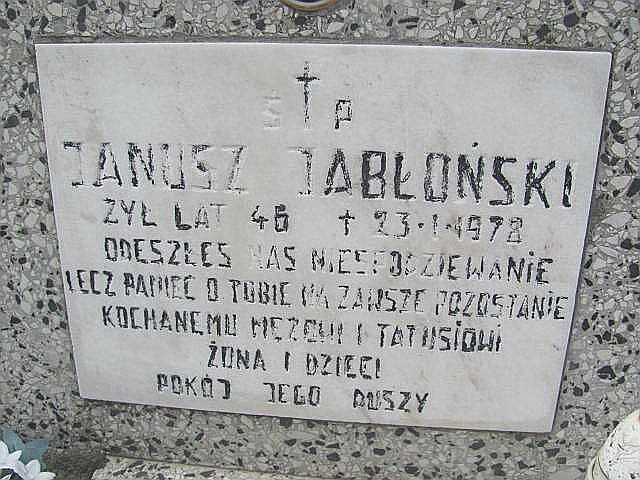 Ś † P
JANUSZ JABŁOŃSKI
ŻYŁ LAT 46 † 23.1.1978
ODESZŁEŚ NAS NIESPODZIEWANIE
LECZ PAMIĘĆ O TOBIE NA ZAWSZE POZOSTANIE
KOCHANEMU MĘŻOWI I TATUSIOWI
ŻONA I DZIECI
POKÓJ JEGO DUSZY